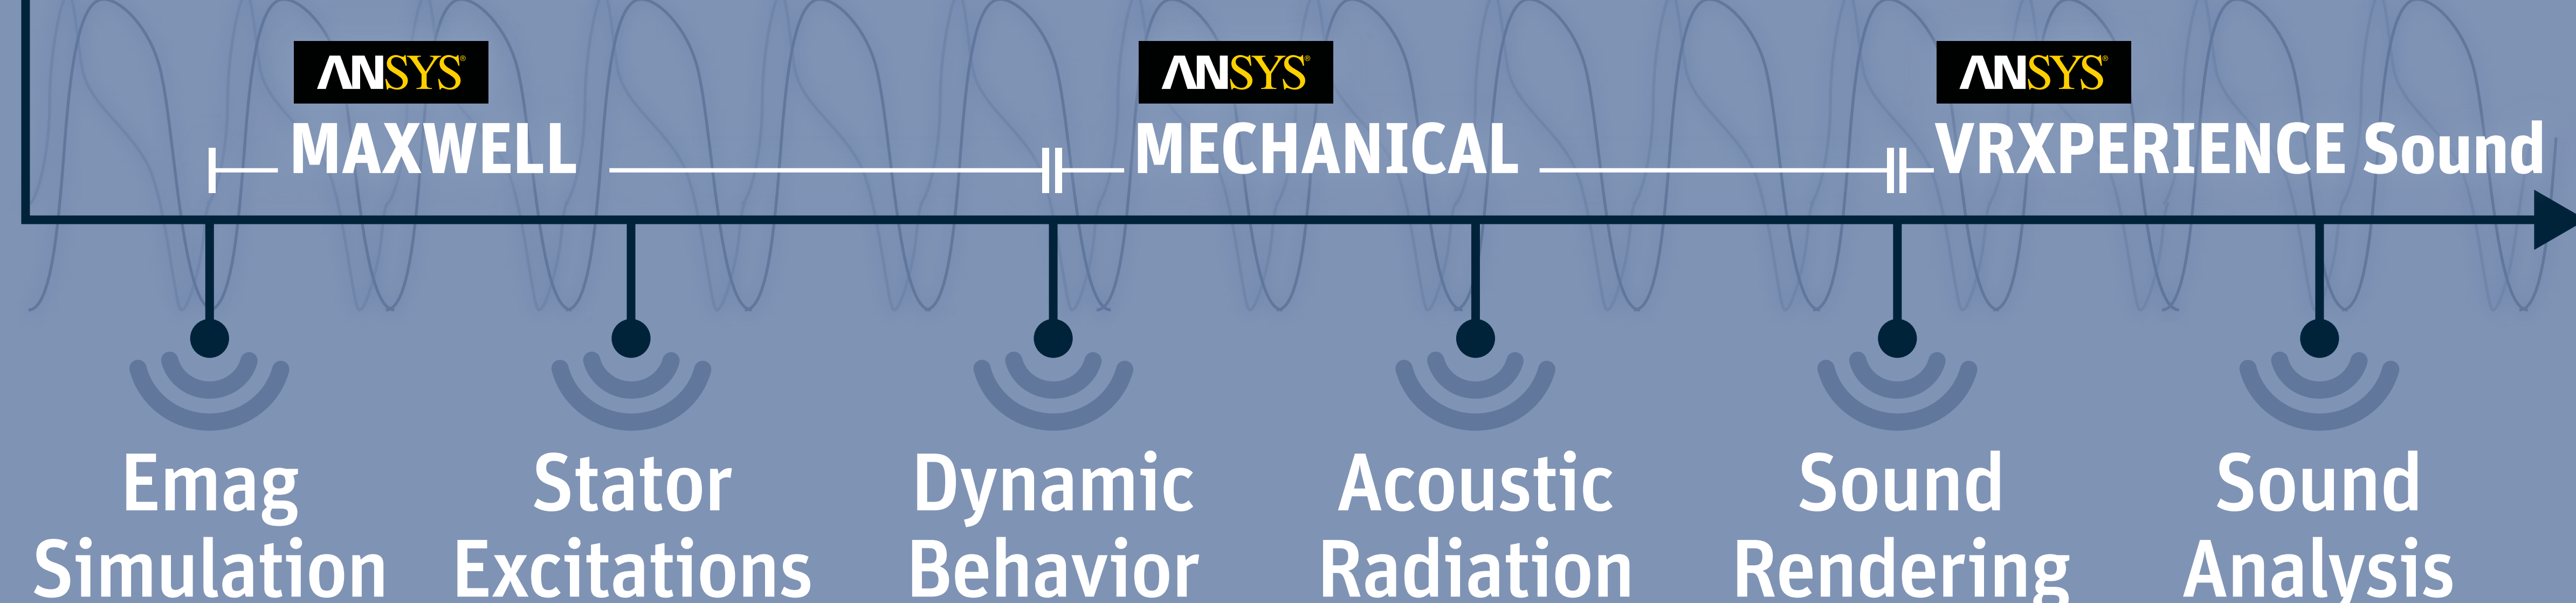 ANSYS® ANSYS® ANSYS®
MAXWELL MECHANICAL VRXPERIENCE Sound
Emag Stator Dynamic Acoustic Sound Sound
Simulation Excitations Behavior Radiation Rendering Analysis